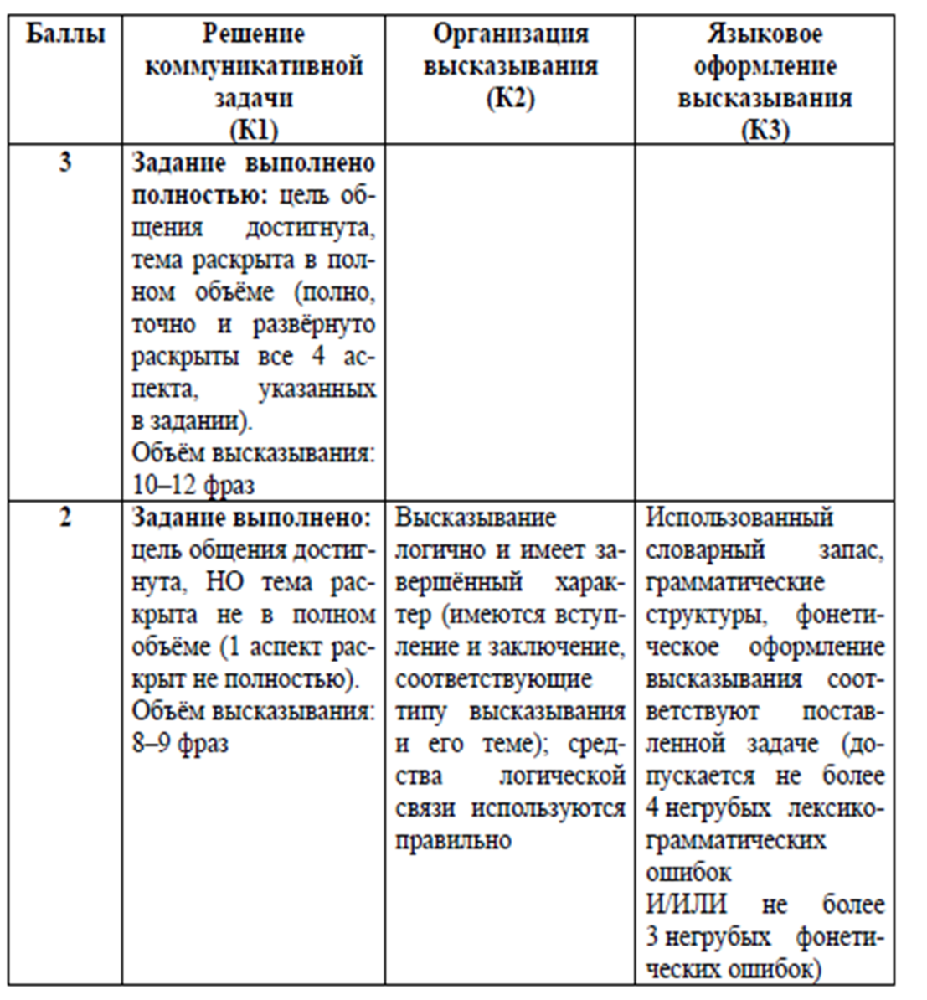 Баллы
Решение
коммуникативной
задачи
(К1)
Организация
высказывания
(К2)
Языковое
оформление
высказывания
(К3)
3
Задание выполнено
полностью: цель об-
щения достигнута,
тема раскрыта в пол-
ном объёме (полно,
точно и развёрнуто
раскрыты все 4 ас-
пекта, указанных
в задании).
Объём высказывания:
10–12 фраз
2
Задание выполнено:
цель общения достиг-
нута, НО тема рас-
крыта не в полном
объёме (1 аспект рас-
крыт не полностью).
Объём высказывания:
8–9 фраз
Высказывание
логично и имеет за-
вершённый харак-
тер (имеются вступ-
ление и заключение,
соответствующие
типу высказывания
и его теме); сред-
ства логической
связи используются
правильно
Использованный
словарный запас,
грамматические
структуры, фонети-
ческое оформление
высказывания соот-
ветствуют постав-
ленной задаче (до-
пускается не более
4 негрубых лексико-
грамматических
ошибок
И/ИЛИ не более
3 негрубых фонети-
ческих ошибок)